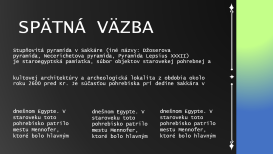 SPÄTNÁ VÄZBA
Stupňovitá pyramída v Sakkáre (iné názvy: Džoserova
pyramída, Necerichetova pyramída, Pyramída Lepsius XXXII)
je staroegyptská pamiatka, súbor objektov starovekej pohrebnej a
kultovej architektúry a archeologická lokalita z obdobia okolo
roku 2600 pred Kr. Je súčasťou pohrebiska pri dedine Sakkára v
dnešnom Egypte. V
staroveku toto
pohrebisko patrilo
mestu Mennofer,
ktoré bolo hlavným
dnešnom Egypte. V
staroveku toto
pohrebisko patrilo
mestu Mennofer,
ktoré bolo hlavným
dnešnom Egypte. V
staroveku toto
pohrebisko patrilo
mestu Mennofer,
ktoré bolo hlavným